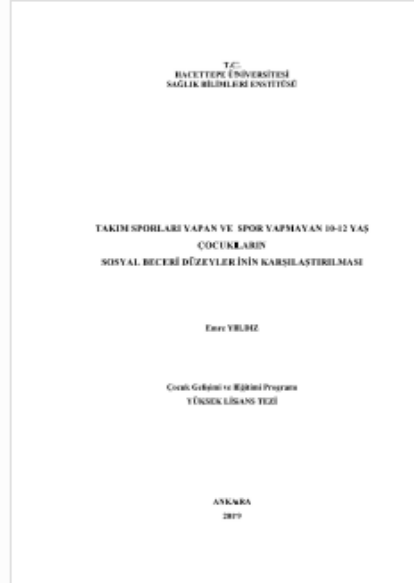 T.C.
HACETTEPE ÜNİVERSİTESİ
SAĞLIK BİLİMLERİ ENSTİTÜSÜ
TAKIM SPORLARI YAPAN VE SPOR YAPMAYAN 10-12 YAŞ
ÇOCUKLARIN
SOSYAL BECERİ DÜZEYLERİNİN KARŞILAŞTIRILMASI
Emre YILDIZ
Çocuk Gelişimi ve Eğitimi Programı
YÜKSEK LİSANS TEZİ
ANKARA
2019